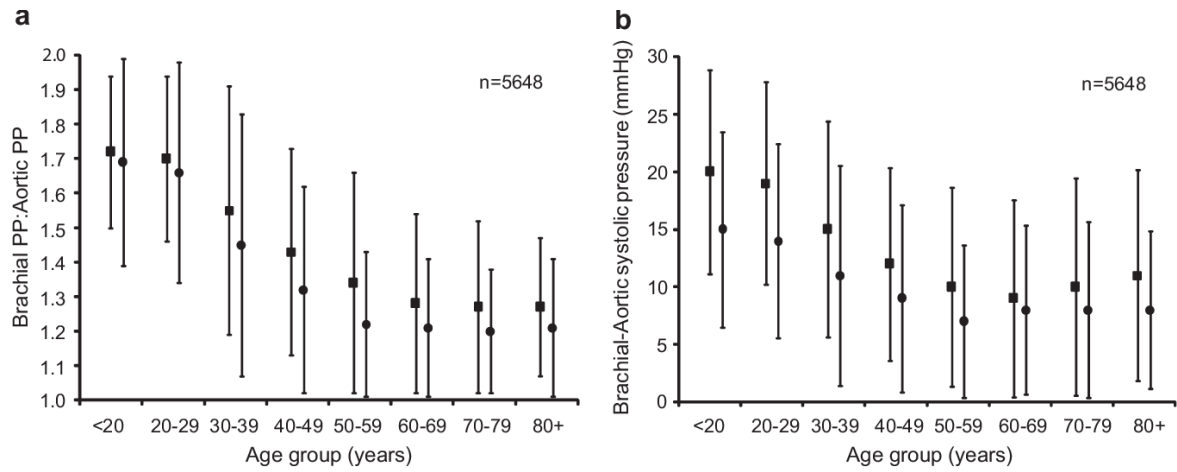 a
Brachial PP:Aortic PP
2.0
1.9
1.8
1.7
1.6
1.5
1.4
1.3
1.2
1.1
1.0
n=5648
<20 20-29 30-39 40-49 50-59 60-69 70-79 80+
Age group (years)
b
Brachial-Aortic systolic pressure (mmHg)
30
25
20
15
10
5
0
n=5648
<20 20-29 30-39 40-49 50-59 60-69 70-79 80+
Age group (years)